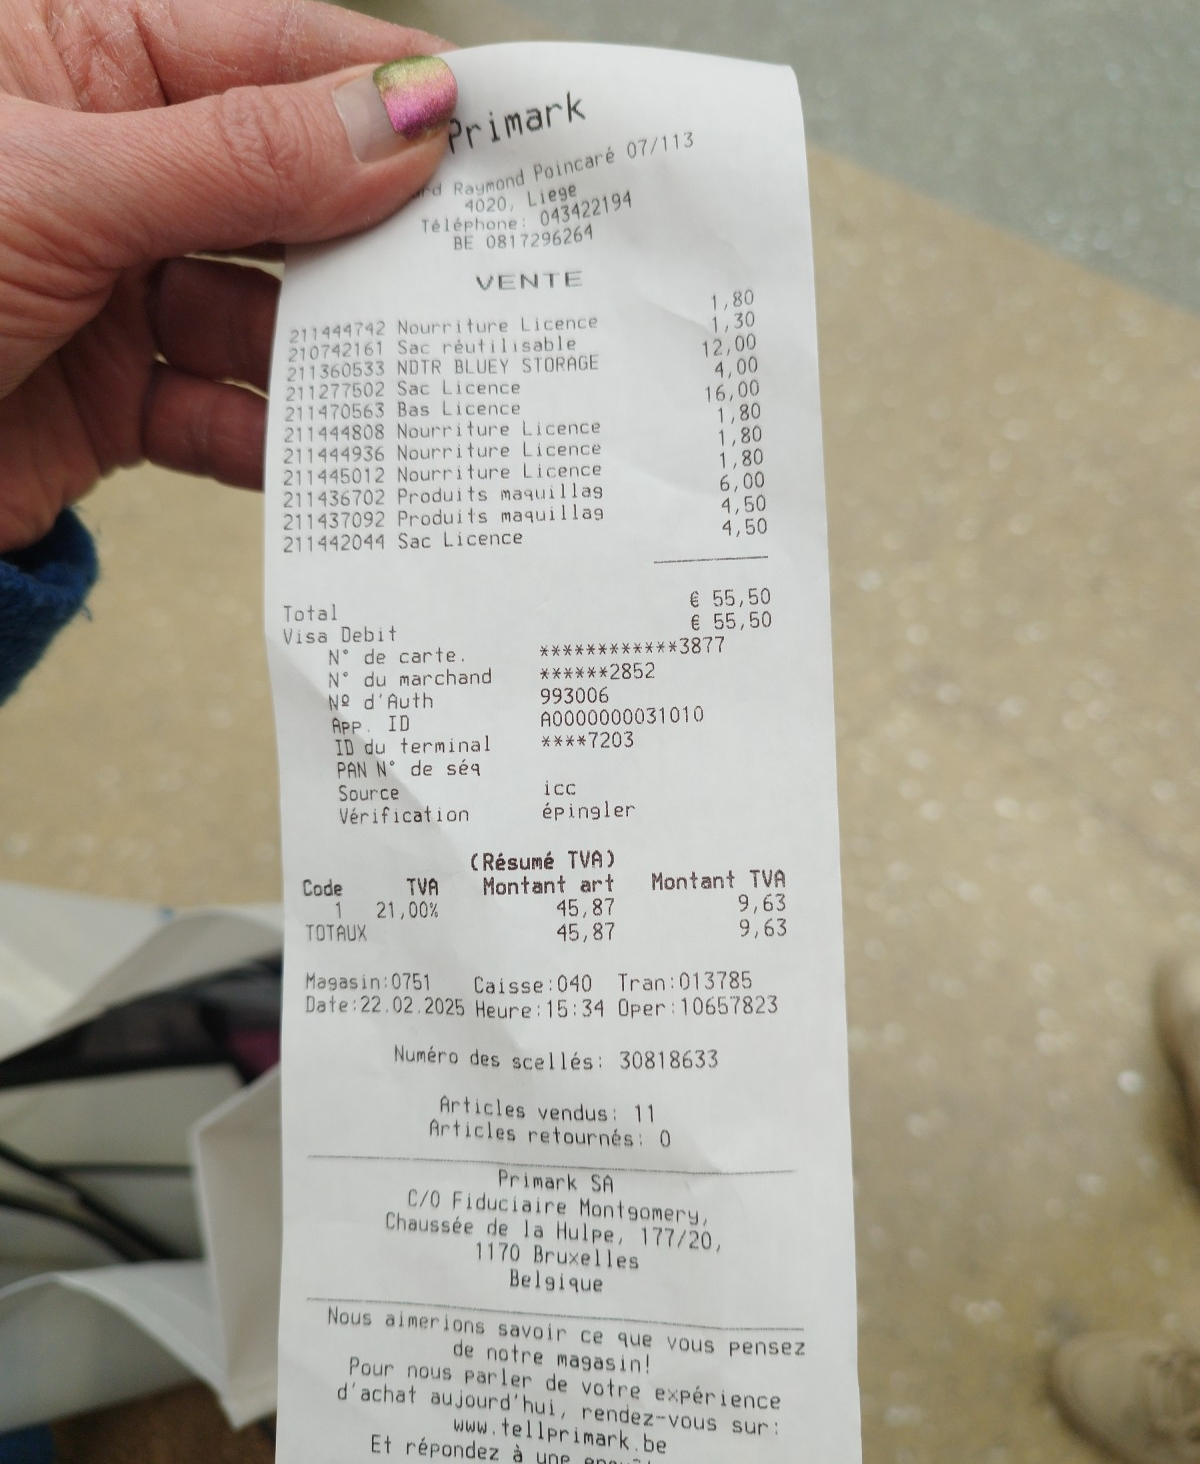 Primark
Raymond Poincaré 07/113
4020, Liege
Téléphone: 043422194
BE 0817296264
VENTE
211444742 Nourriture Licence 1,80
210742161 Sac réutilisable 1,30
211360533 NDTR BLUEY STORAGE 12,00
211277502 Sac Licence 4,00
211470563 Bas Licence 16,00
211444808 Nourriture Licence 1,80
211444936 Nourriture Licence 1,80
211445012 Nourriture Licence 1,80
211436702 Produits maquillag 6,00
211437092 Produits maquillag 4,50
211442044 Sac Licence 4,50
Total € 55,50
Visa Debit € 55,50
N° de carte. ************3877
N° du marchand ******2852
Nº d'Auth 993006
App. ID A0000000031010
ID du terminal ****7203
PAN N° de séq
Source icc
Vérification épingler
(Résumé TVA)
Code TVA Montant art Montant TVA
1 21,00% 45,87 9,63
TOTAUX 45,87 9,63
Magasin:0751 Caisse:040 Tran:013785
Date:22.02.2025 Heure:15:34 Oper:10657823
Numéro des scellés: 30818633
Articles vendus: 11
Articles retournés: 0
Primark SA
C/O Fiduciaire Montgomery,
Chaussée de la Hulpe, 177/20,
1170 Bruxelles
Belgique
Nous aimerions savoir ce que vous pensez
de notre magasin!
Pour nous parler de votre expérience
d'achat aujourd'hui, rendez-vous sur:
www.tellprimark.be
Et répondez à une